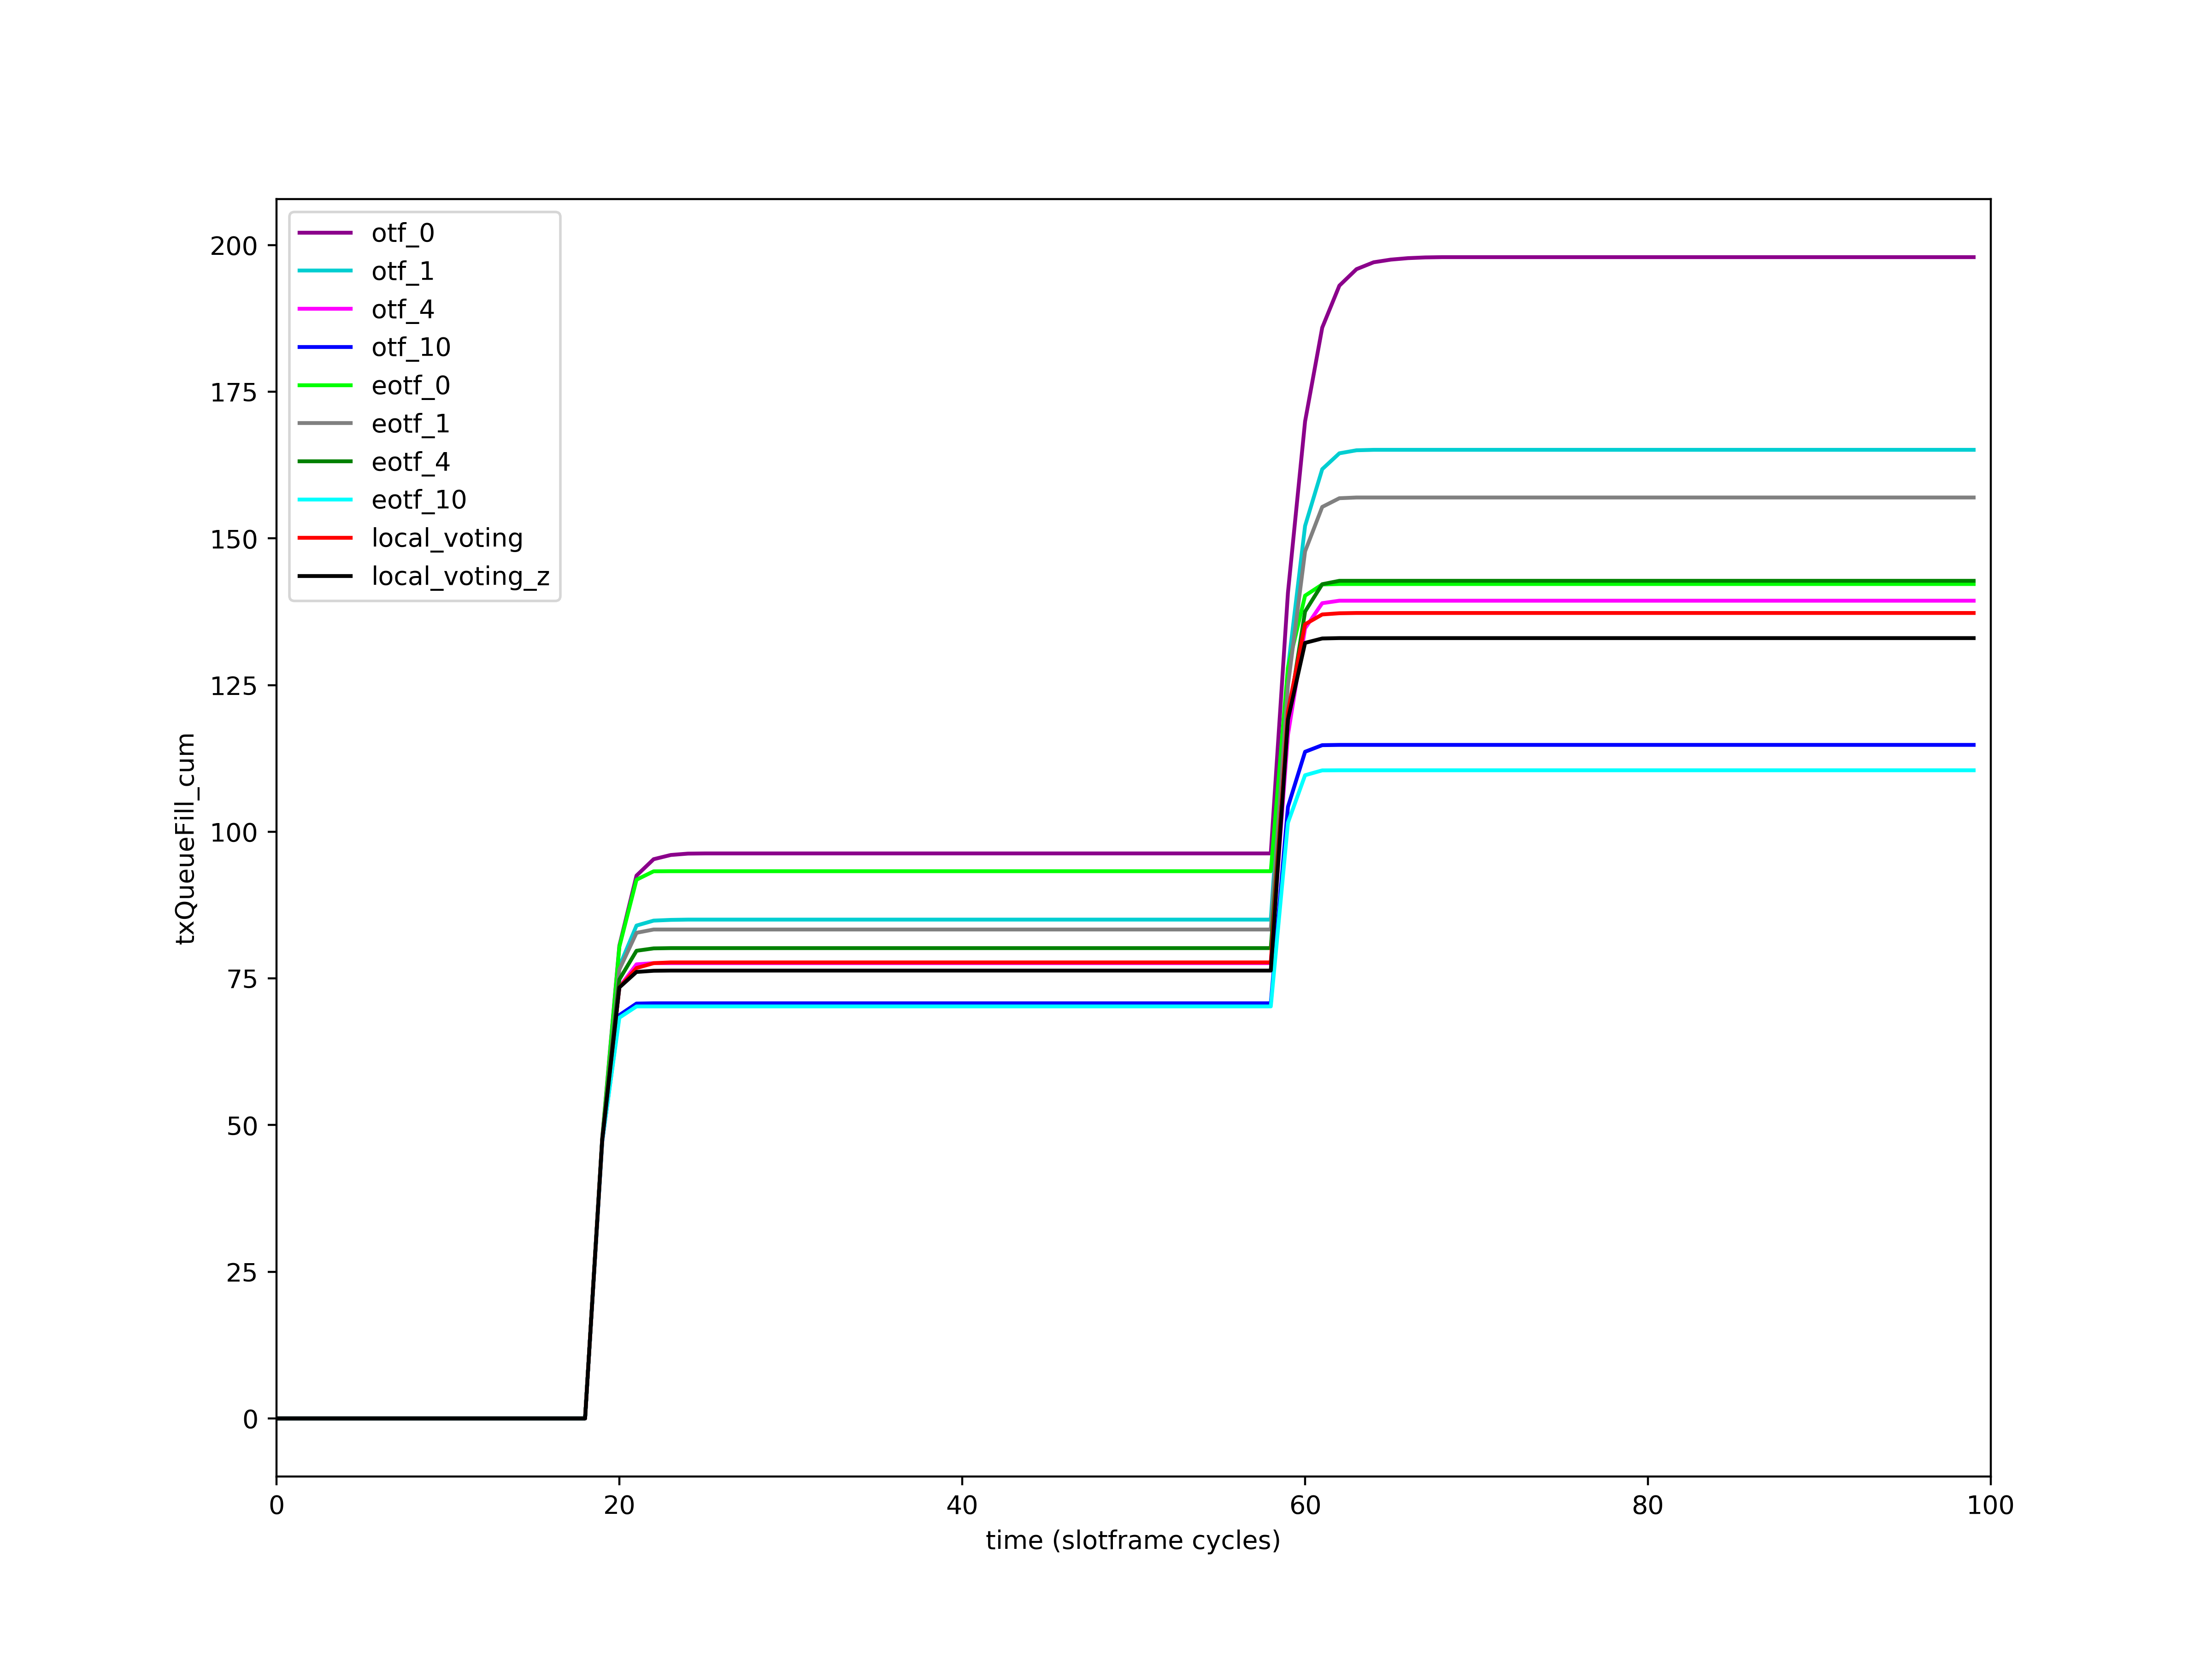 otf_0
otf_1
otf_4
otf_10
eotf_0
eotf_1
eotf_4
eotf_10
local_voting
local_voting_z
200
175
150
125
100
75
50
25
0
txQueueFill_cum
0 20 40 60 80 100
time (slotframe cycles)